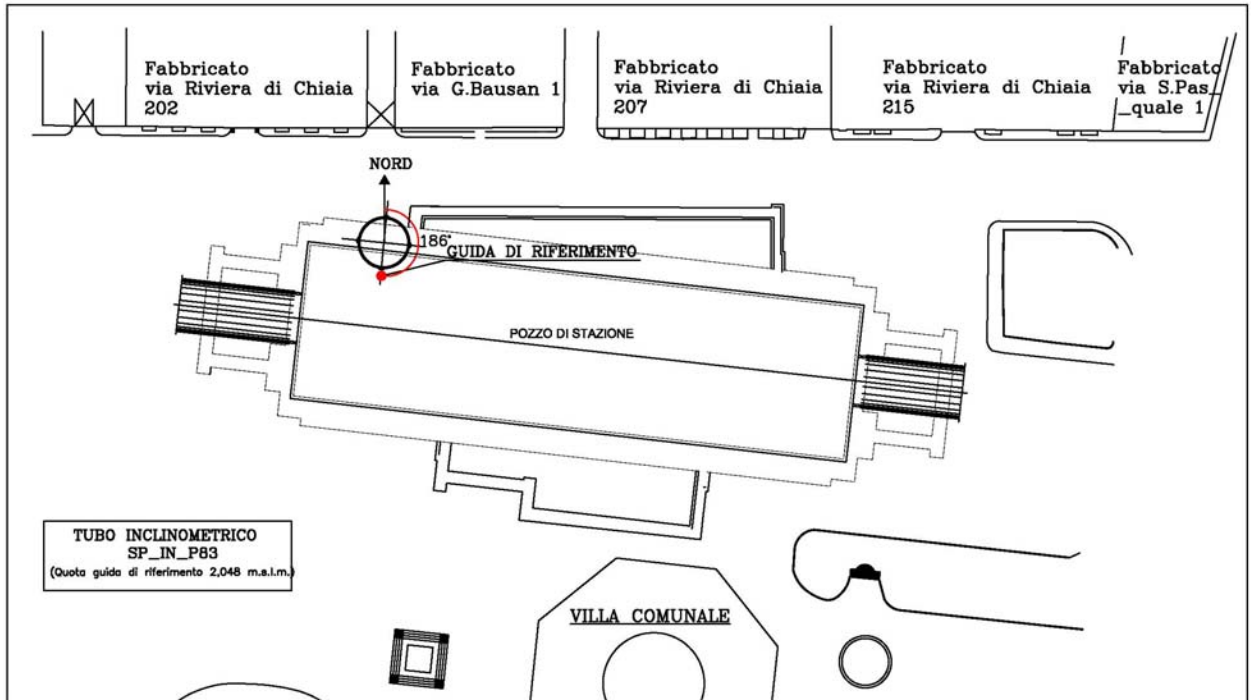 Fabbricato
via Riviera di Chiaia
202
Fabbricato
via G.Bausan 1
Fabbricato
via Riviera di Chiaia
207
Fabbricato
via Riviera di Chiaia
215
Fabbricato
via S.Pas_
_quale 1
NORD
186°
GUIDA DI RIFERIMENTO
POZZO DI STAZIONE
TUBO INCLINOMETRICO
SP_IN_P83
(Quota guida di riferimento 2,048 m.s.l.m.)
VILLA COMUNALE